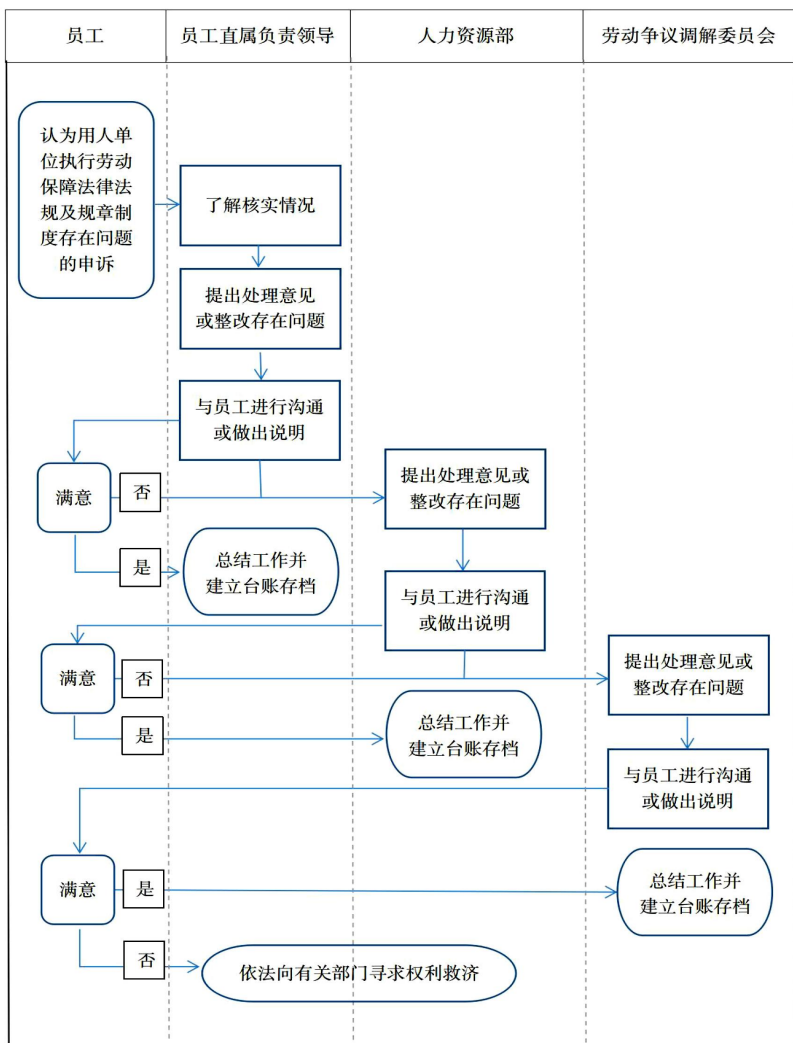 员工
员工直属负责领导
人力资源部
劳动争议调解委员会
认为用人单
位执行劳动
保障法律法
规及规章制
度存在问题
的申诉
了解核实情况
提出处理意见
或整改存在问题
与员工进行沟通
或做出说明
满意
否
提出处理意见或
整改存在问题
是
总结工作并
建立台账存档
与员工进行沟通
或做出说明
满意
否
提出处理意见或
整改存在问题
是
总结工作并
建立台账存档
与员工进行沟通
或做出说明
满意
是
总结工作并
建立台账存档
否
依法向有关部门寻求权利救济